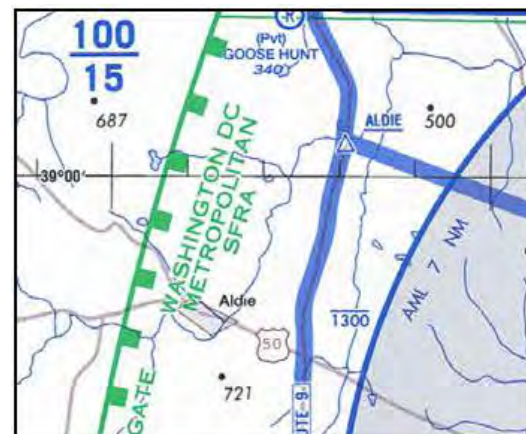 100
15
R
(Pvt)
GOOSE HUNT
340
687
ALDIE
500
39°00'
WASHINGTON DC
METROPOLITAN
SFRA
AML 7 NM
Aldie
1300
50
721
GATE
UTE-9-